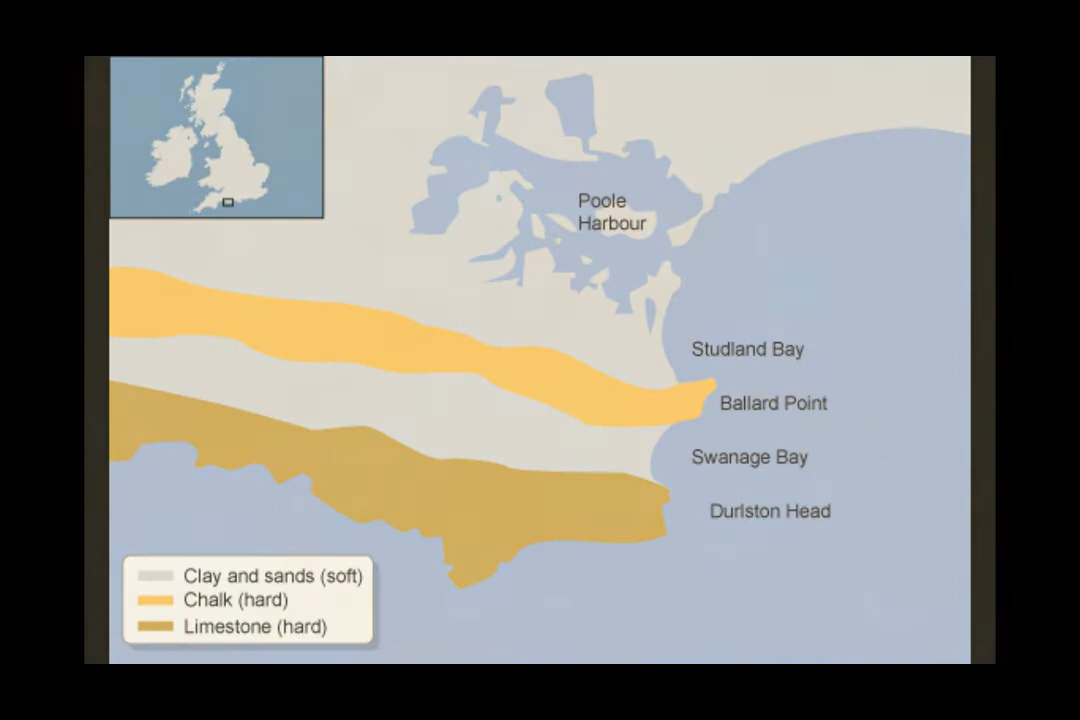 Poole
Harbour
Studland Bay
Ballard Point
Swanage Bay
Durlston Head
Clay and sands (soft)
Chalk (hard)
Limestone (hard)